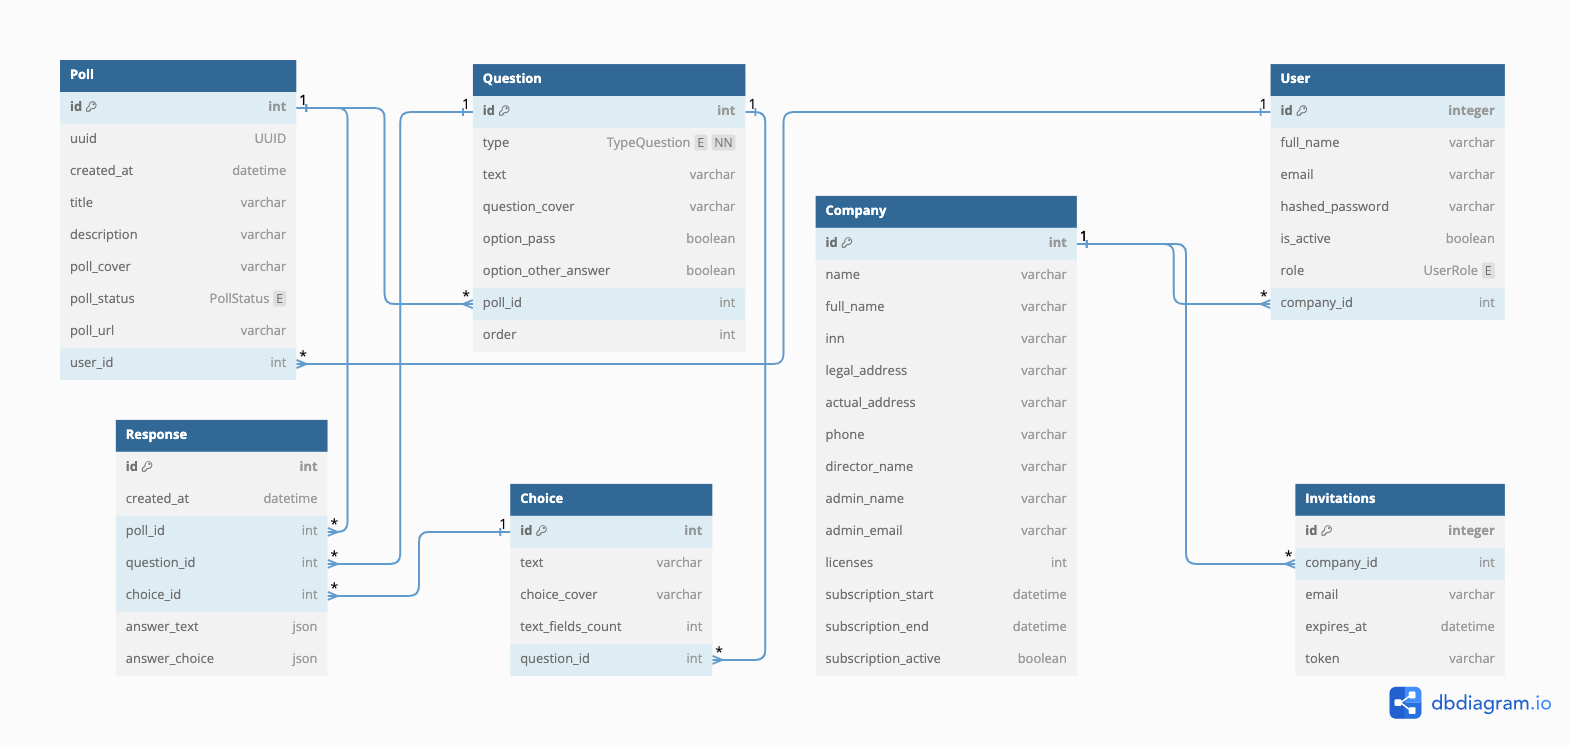 Poll
id int
uuid UUID
created_at datetime
title varchar
description varchar
poll_cover varchar
poll_status PollStatus E
poll_url varchar
user_id int
1
*
Question
id int
type TypeQuestion E NN
text varchar
question_cover varchar
option_pass boolean
option_other_answer boolean
poll_id int
order int
1
1
*
User
id integer
full_name varchar
email varchar
hashed_password varchar
is_active boolean
role UserRole E
company_id int
1
*
Company
id int
name varchar
full_name varchar
inn varchar
legal_address varchar
actual_address varchar
phone varchar
director_name varchar
admin_name varchar
admin_email varchar
licenses int
subscription_start datetime
subscription_end datetime
subscription_active boolean
1
Response
id int
created_at datetime
poll_id int
question_id int
choice_id int
answer_text json
answer_choice json
*
*
*
Choice
id int
text varchar
choice_cover varchar
text_fields_count int
question_id int
1
*
Invitations
id integer
company_id int
email varchar
expires_at datetime
token varchar
*
dbdiagram.io